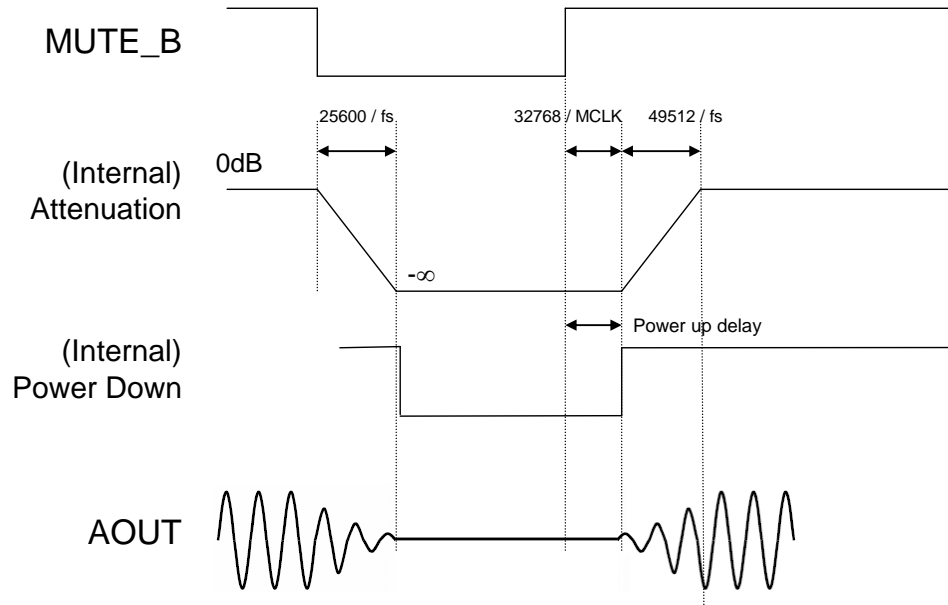 MUTE_B
25600 / fs
32768 / MCLK
49512 / fs
0dB
(Internal)
Attenuation
-∞
Power up delay
(Internal)
Power Down
AOUT